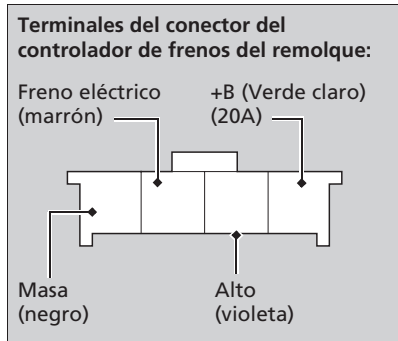 Terminales del conector del
controlador de frenos del remolque:
Freno eléctrico
(marrón)
+B (Verde claro)
(20A)
Masa
(negro)
Alto
(violeta)